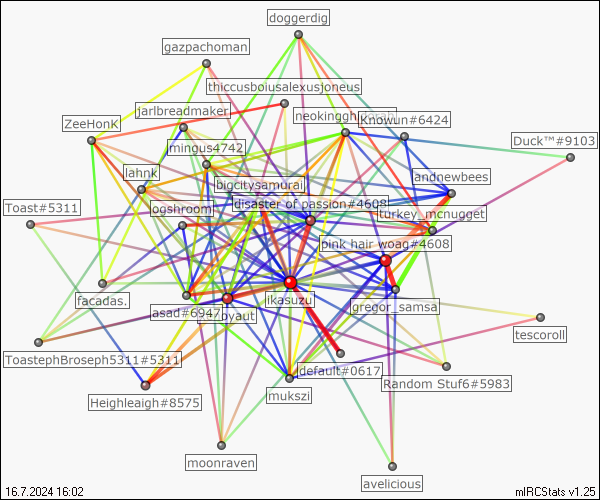 doggerdig
gazpachoman
thiccusboiusalexusjoneus
jarlbreadmaker
neokinggh
Knowun#6424
ZeeHonk
Duck™#9103
mingus4742
lahnk
andnewbees
bigcitysamurai
Toast#5311
ogshroom
disaster of passion#4608
turkey_mcnugget
pink hair woag#4608
facadas.
ikasuzu
gregor_samsa
asad#6947
byaut
tescoroll
ToastephBroseph5311#5311
default#0617
Random Stuf6#5983
Heighleaigh#8575
mukszi
moonraven
avelicious
16.7.2024 16:02
mIRCStats v1.25